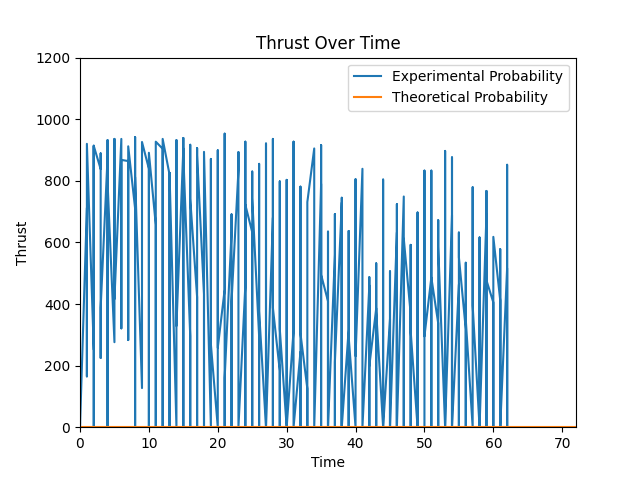 Thrust Over Time
Experimental Probability
Theoretical Probability
1200
1000
800
600
400
200
0
Thrust
0 10 20 30 40 50 60 70
Time